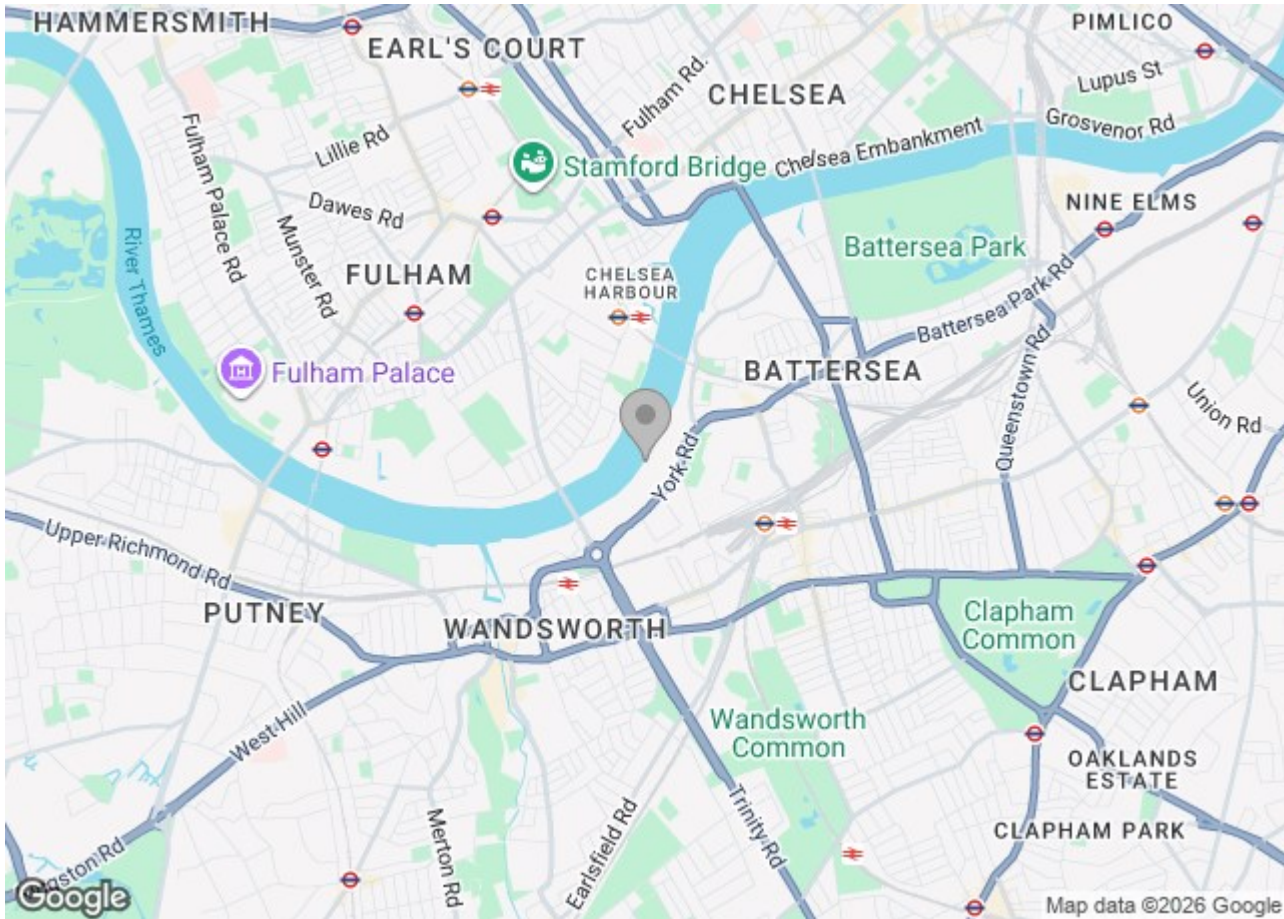 HAMMERSMITH
EARL'S COURT
PIMLICO
Lupus St
CHELSEA
Fulham Rd.
Grosvenor Rd
Fulham Palace Rd
Lillie Rd
Chelsea Embankment
Stamford Bridge
Dawes Rd
NINE ELMS
River Thames
Munster Rd
Battersea Park
FULHAM
CHELSEA
HARBOUR
Battersea Park Rd
Fulham Palace
BATTERSEA
Queenstown Rd
Union Rd
York Rd
Upper Richmond Rd
PUTNEY
WANDSWORTH
Clapham
Common
CLAPHAM
West Hill
Wandsworth
Common
OAKLANDS
ESTATE
Merton Rd
Earlsfield Rd
Trinity Rd
CLAPHAM PARK
Google
Map data ©2026 Google